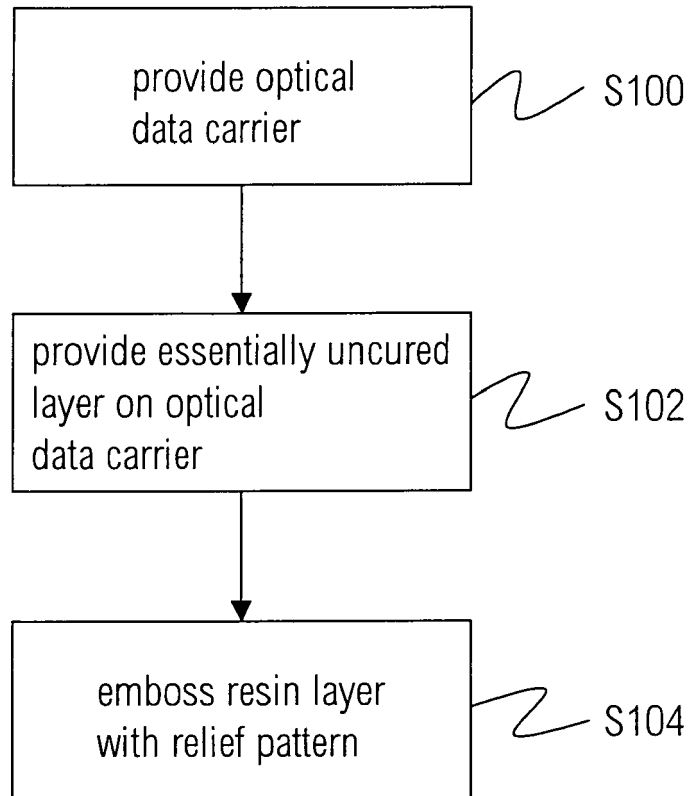 provide optical
data carrier
S100
provide essentially uncured
layer on optical
data carrier
S102
emboss resin layer
with relief pattern
S104